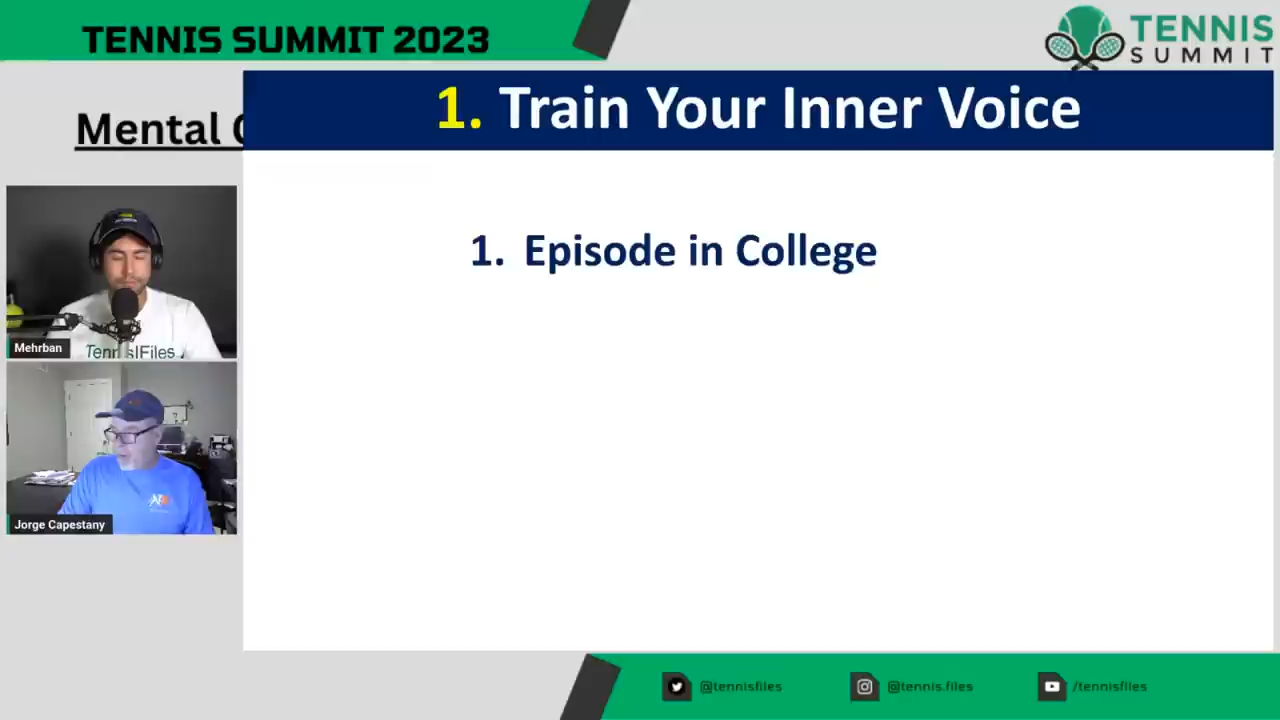 TENNIS SUMMIT 2023
TENNIS
SUMMIT
Mental
1. Train Your Inner Voice
1. Episode in College
Mehrban
Jorge Capestany
@tennisfiles
@tennis.files
/tennisfiles